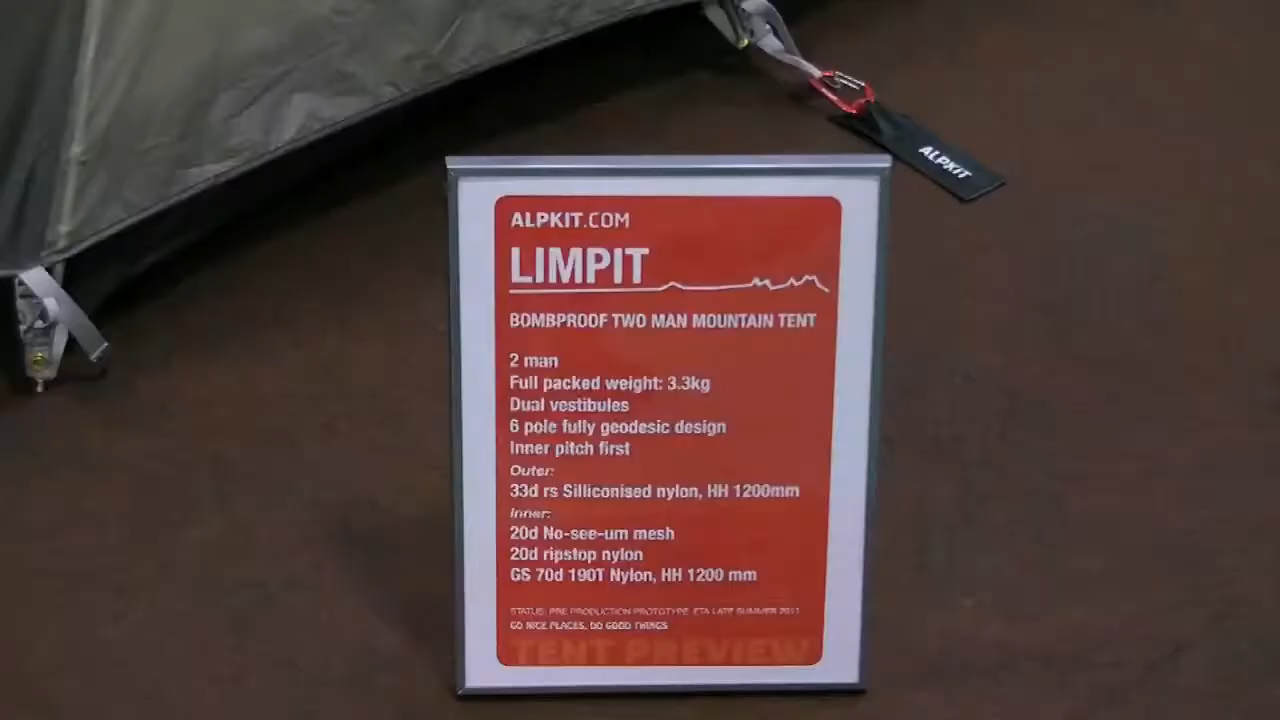 ALPKIT
ALPKIT.COM
LIMPIT
BOMBPROOF TWO MAN MOUNTAIN TENT
2 man
Full packed weight: 3.3kg
Dual vestibules
6 pole fully geodesic design
Inner pitch first
Outer:
33d rs Silliconised nylon, HH 1200mm
Inner:
20d No-see-um mesh
20d ripstop nylon
GS 70d 190T Nylon, HH 1200 mm
STATUS: PRE PRODUCTION PROTOTYPE. ETA LATE SUMMER 2011
GO NICE PLACES, DO GOOD THINGS
TENT PREVIEW